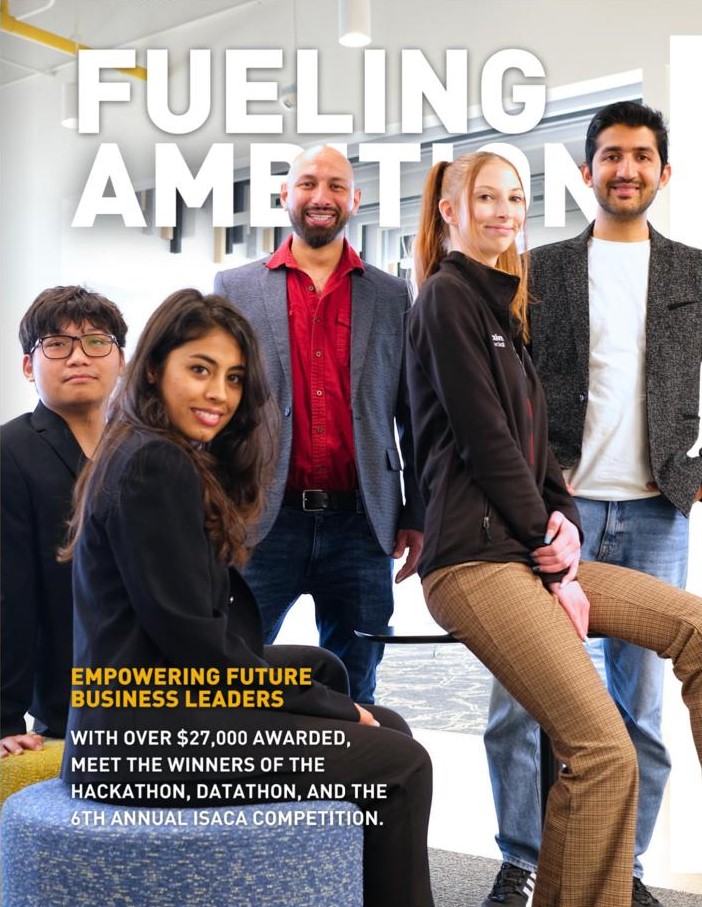 FUELING
AMBITION
EMPOWERING FUTURE
BUSINESS LEADERS
WITH OVER $27,000 AWARDED,
MEET THE WINNERS OF THE
HACKATHON, DATATHON, AND THE
6TH ANNUAL ISACA COMPETITION.